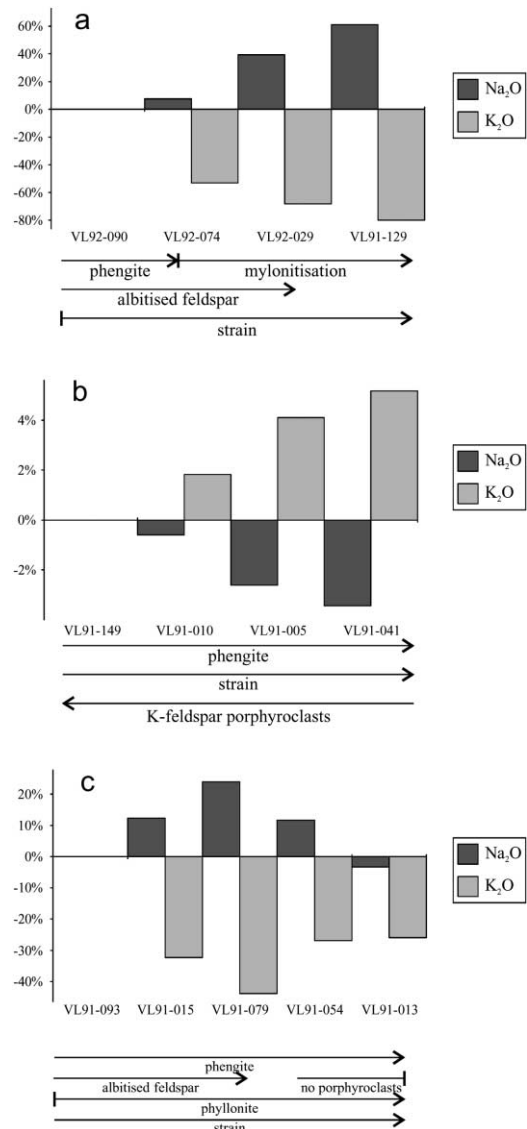 a
60%
40%
20%
0%
-20%
-40%
-60%
-80%
Na₂O
K₂O
VL92-090 VL92-074 VL92-029 VL91-129
phengite mylonitisation
albitised feldspar
strain
b
4%
2%
0%
-2%
Na₂O
K₂O
VL91-149 VL91-010 VL91-005 VL91-041
phengite
strain
K-feldspar porphyroclasts
c
20%
10%
0%
-10%
-20%
-30%
-40%
Na₂O
K₂O
VL91-093 VL91-015 VL91-079 VL91-054 VL91-013
phengite
albitised feldspar no porphyroclasts
phyllonite
strain